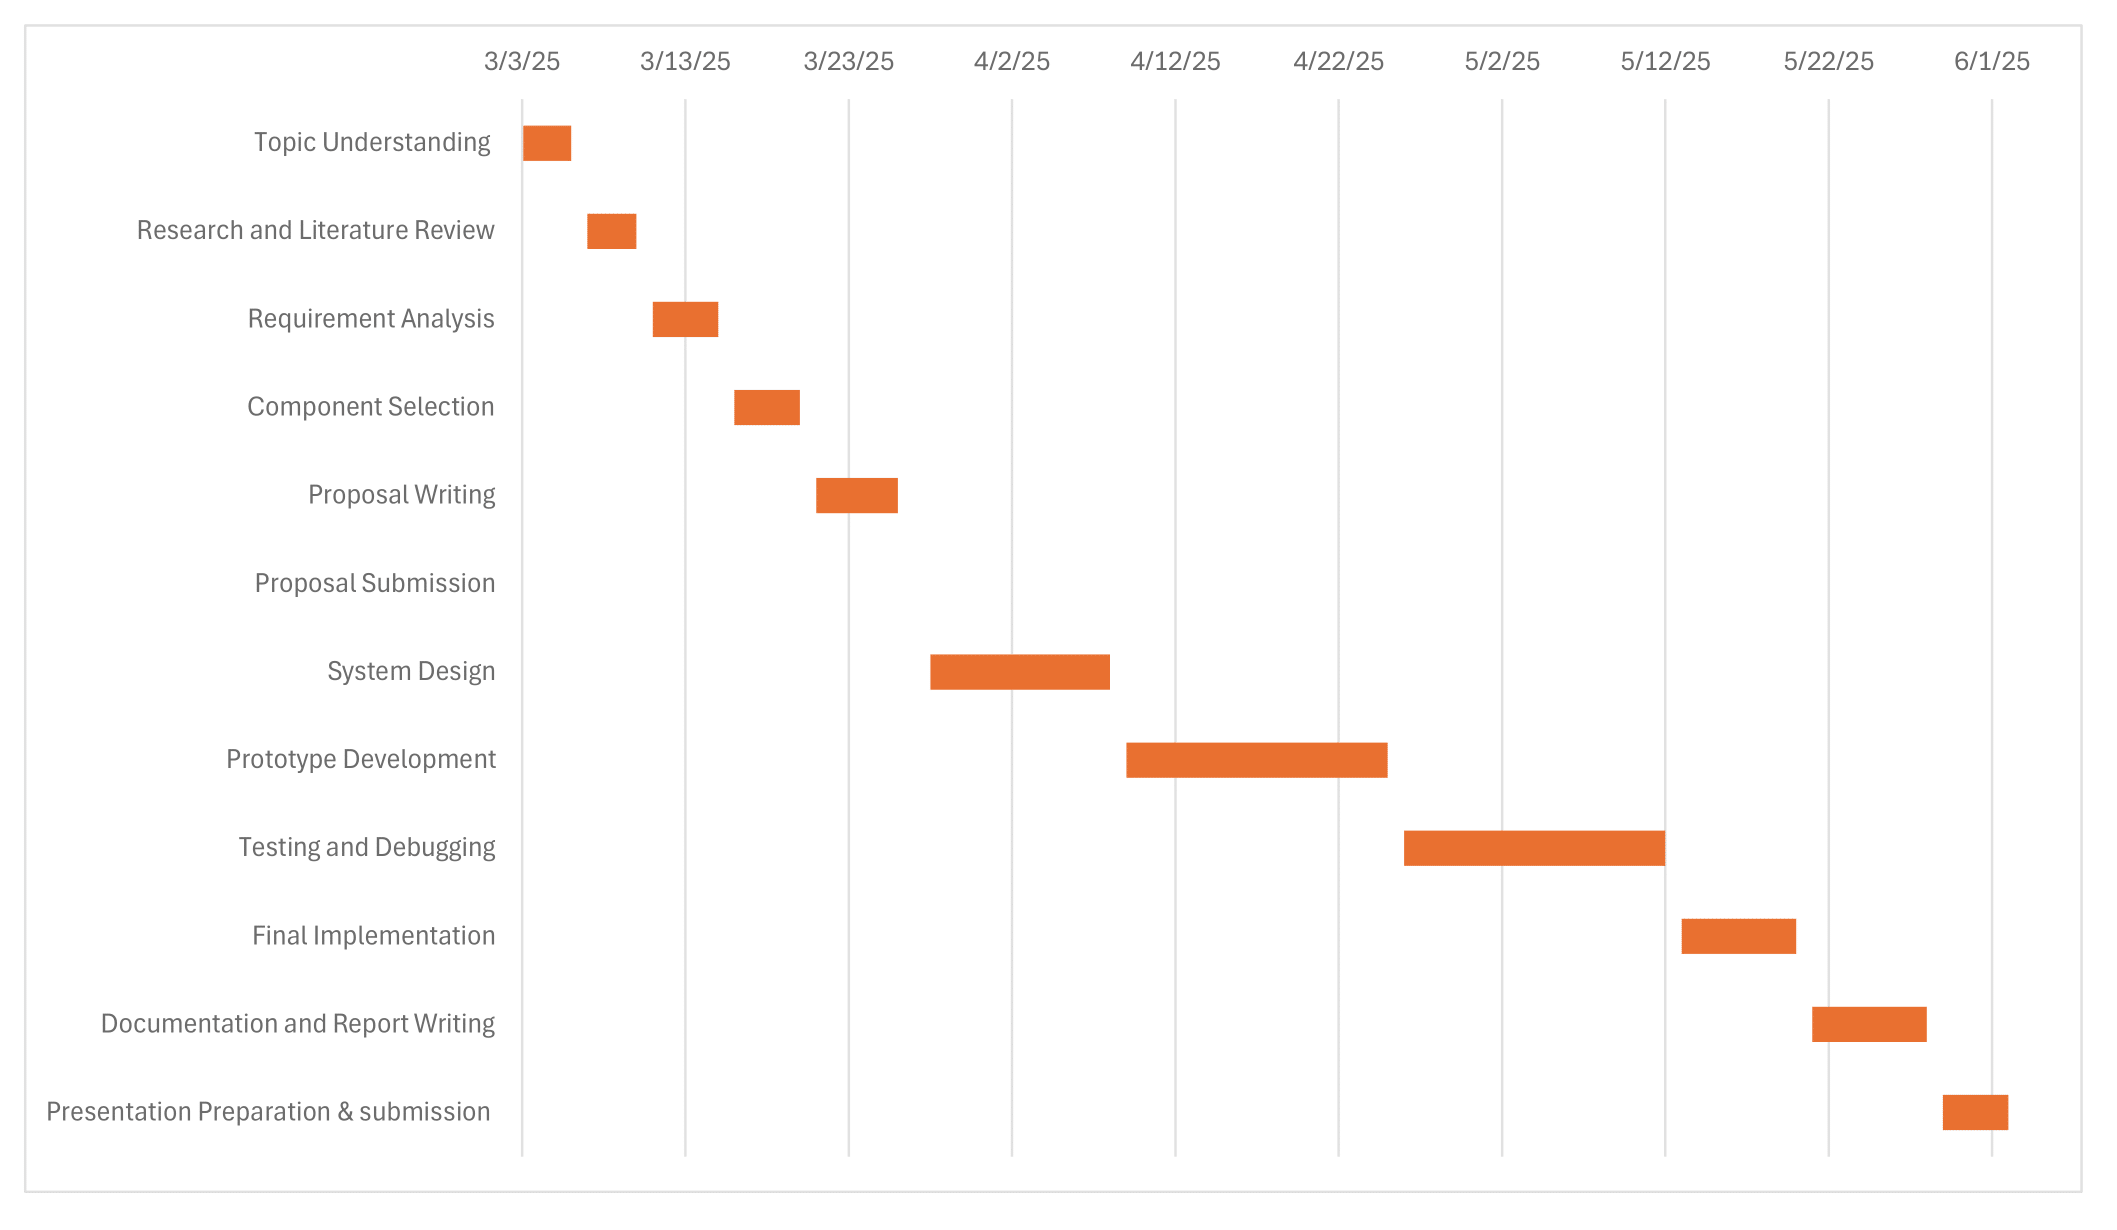 3/3/25 3/13/25 3/23/25 4/2/25 4/12/25 4/22/25 5/2/25 5/12/25 5/22/25 6/1/25
Topic Understanding
Research and Literature Review
Requirement Analysis
Component Selection
Proposal Writing
Proposal Submission
System Design
Prototype Development
Testing and Debugging
Final Implementation
Documentation and Report Writing
Presentation Preparation & submission